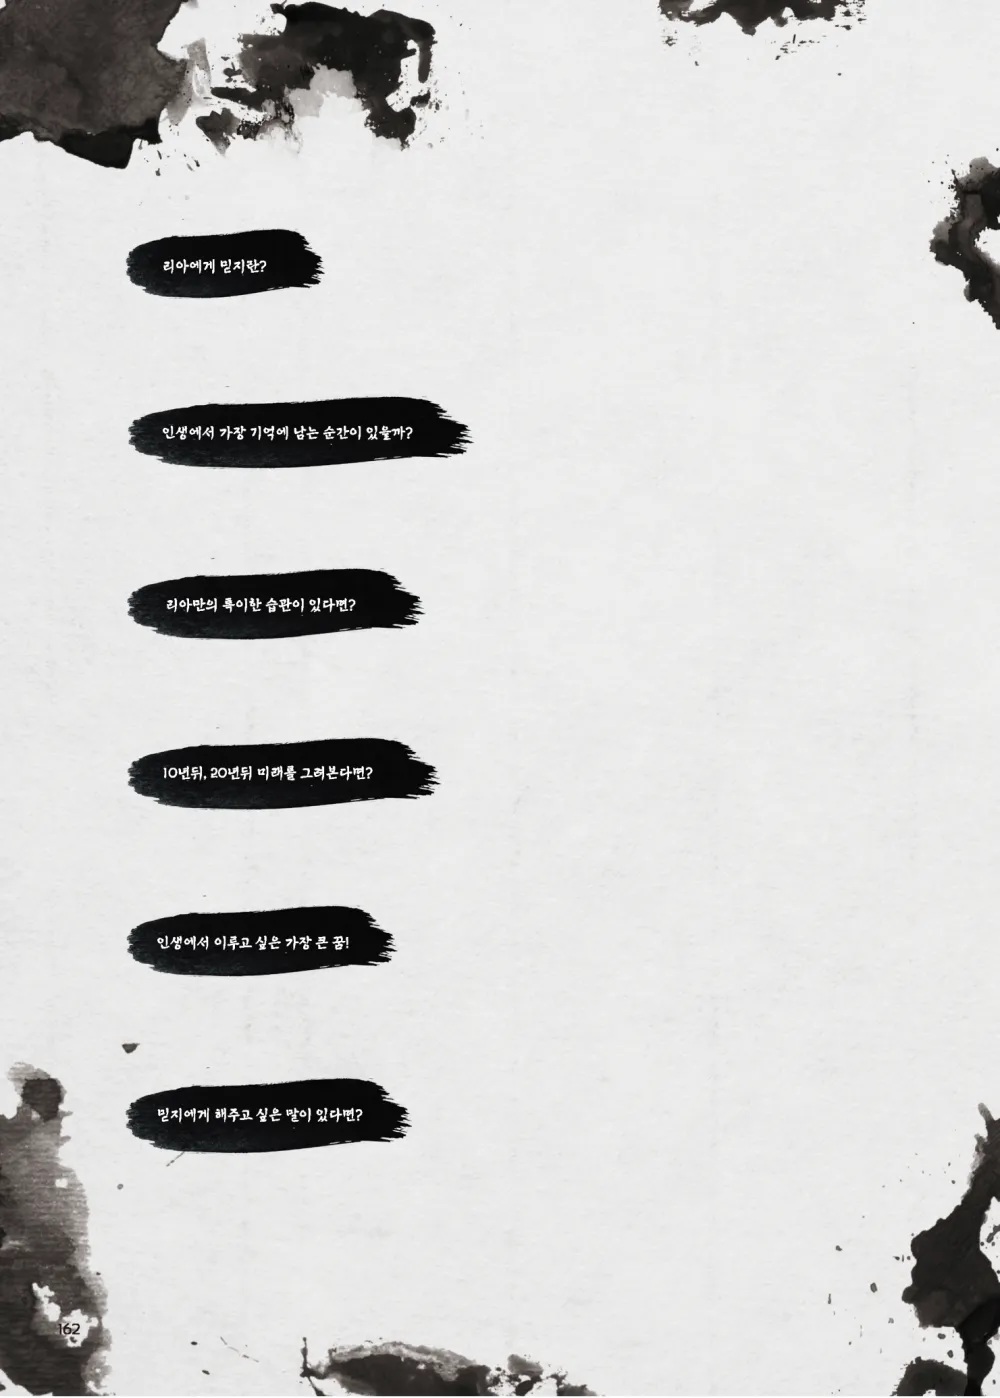 리아에게 믿지란?
인생에서 가장 기억에 남는 순간이 있을까?
리아만의 특이한 습관이 있다면?
10년뒤, 20년뒤 미래를 그려본다면?
인생에서 이루고 싶은 가장 큰 꿈!
믿지에게 해주고 싶은 말이 있다면?
162